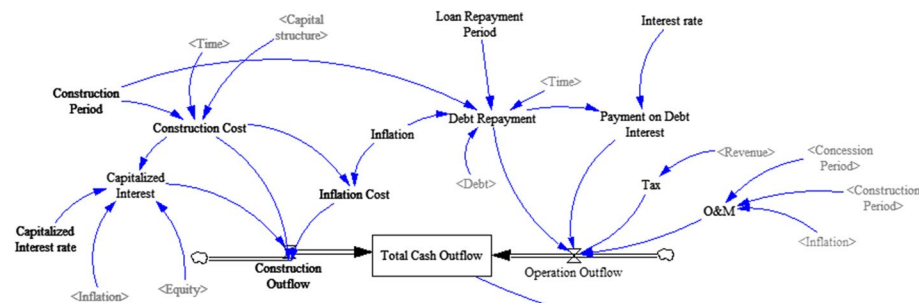 Loan Repayment
Period
Interest rate
<Capital
structure>
<Time>
<Time>
Construction
Period
Construction Cost
Inflation
Debt Repayment
Payment on Debt
Interest
<Revenue>
<Concession
Period>
Capitalized
Interest
Inflation Cost
<Debt>
Tax
<Construction
Period>
O&M
Capitalized
Interest rate
<Inflation>
Total Cash Outflow
Construction
Outflow
Operation Outflow
<Inflation>
<Equity>